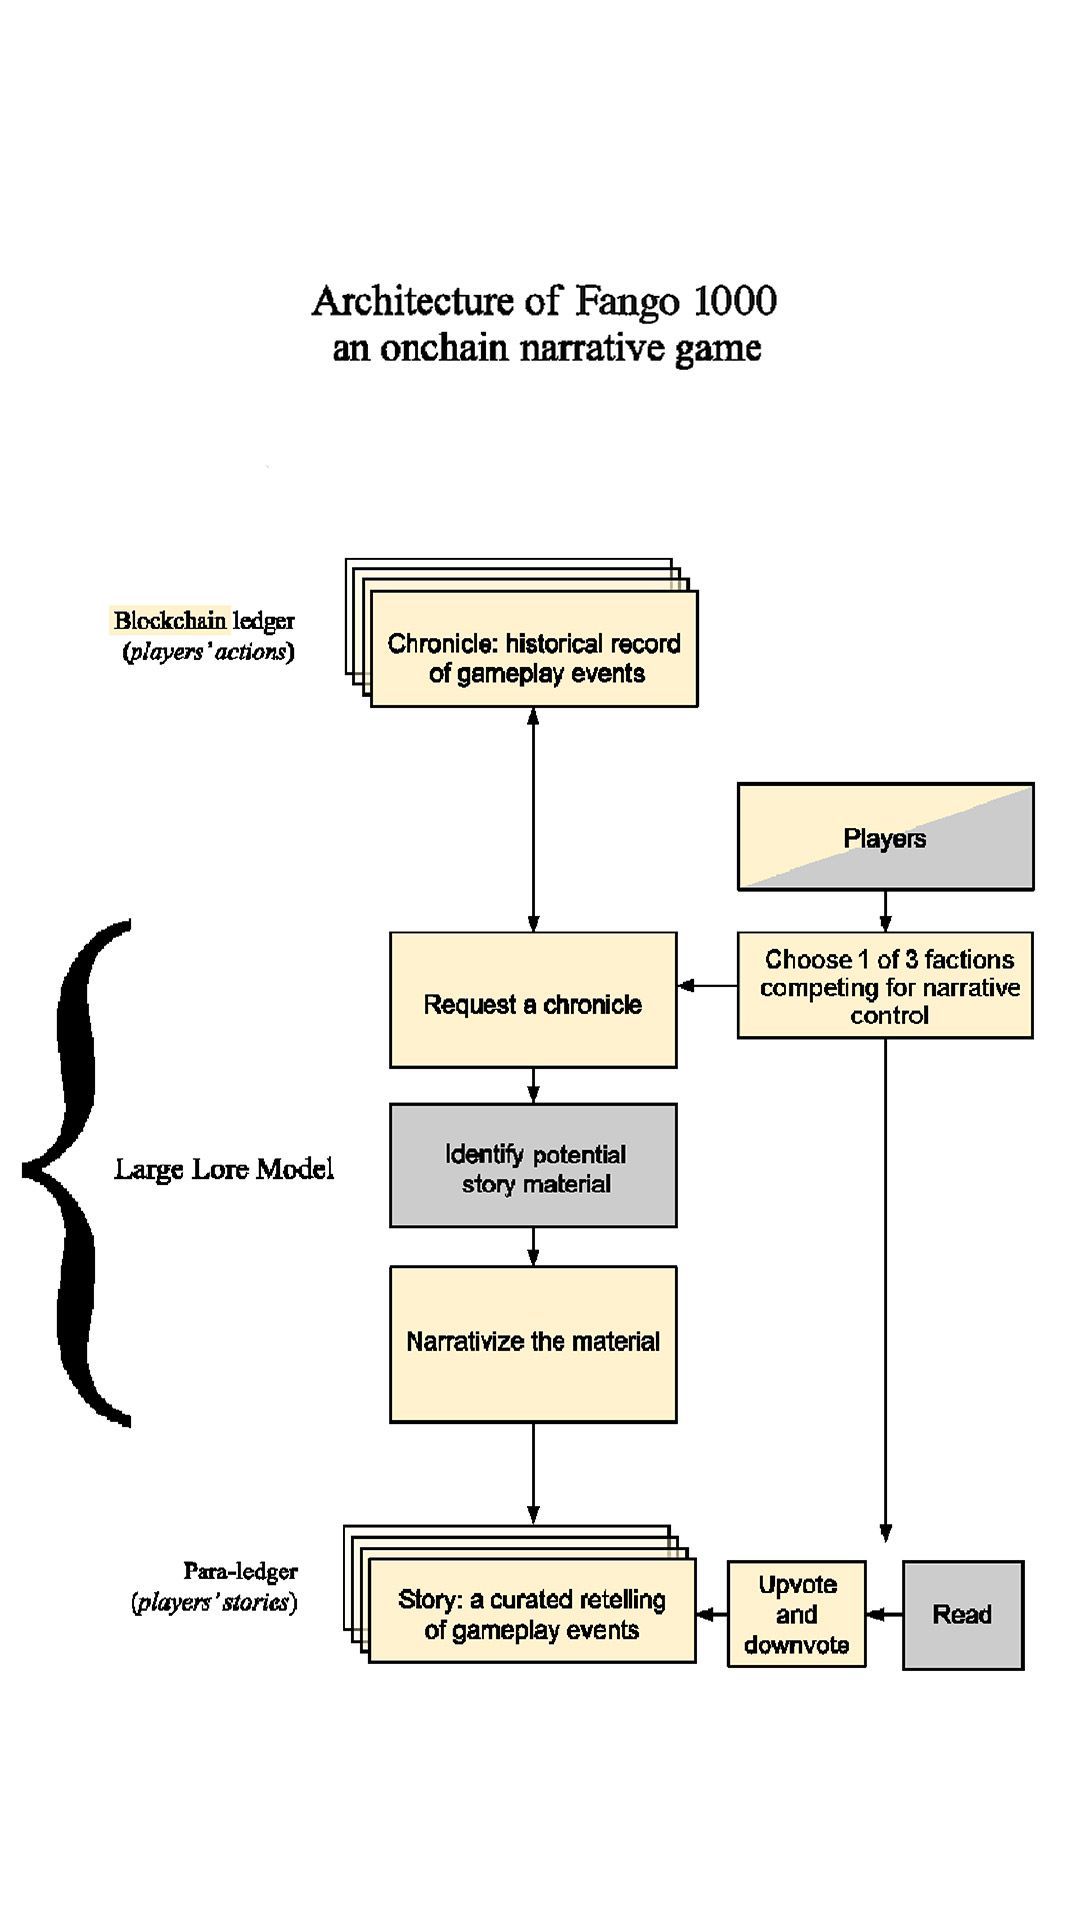 Architecture of Fango 1000
an onchain narrative game
Blockchain ledger
(players' actions)
Chronicle: historical record
of gameplay events
Players
Choose 1 of 3 factions
competing for narrative
control
Request a chronicle
Identify potential
story material
Large Lore Model
Narrativize the material
Para-ledger
(players' stories)
Story: a curated retelling
of gameplay events
Upvote
and
downvote
Read